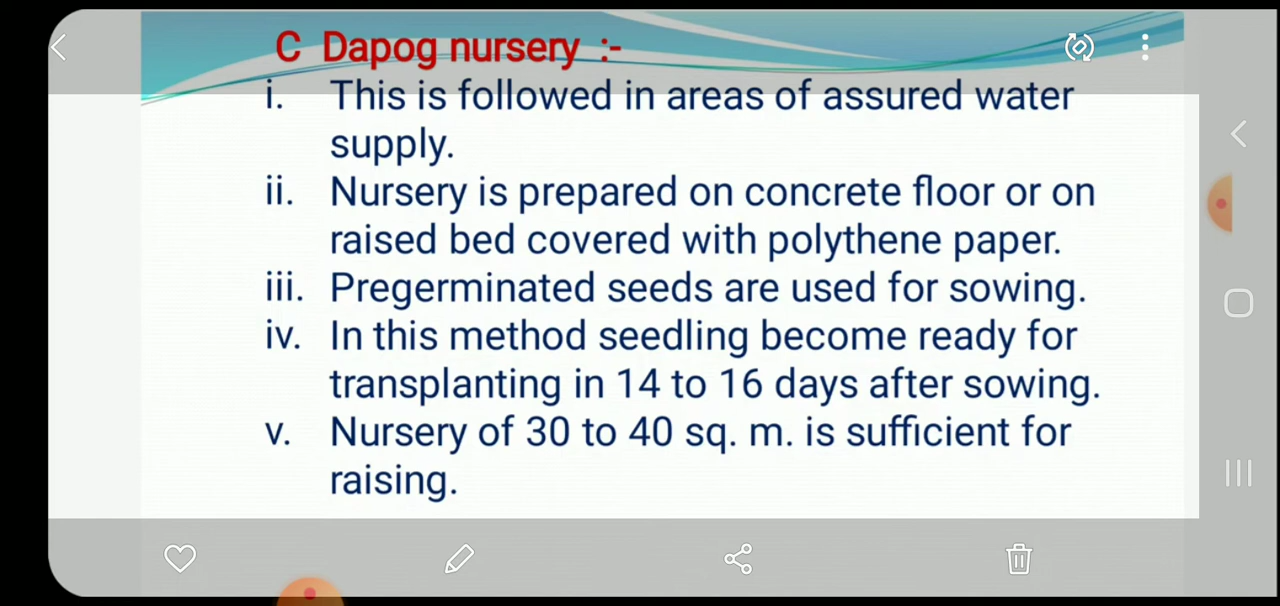 C Dapog nursery :-
i. This is followed in areas of assured water
supply.
ii. Nursery is prepared on concrete floor or on
raised bed covered with polythene paper.
iii. Pregerminated seeds are used for sowing.
iv. In this method seedling become ready for
transplanting in 14 to 16 days after sowing.
v. Nursery of 30 to 40 sq. m. is sufficient for
raising.